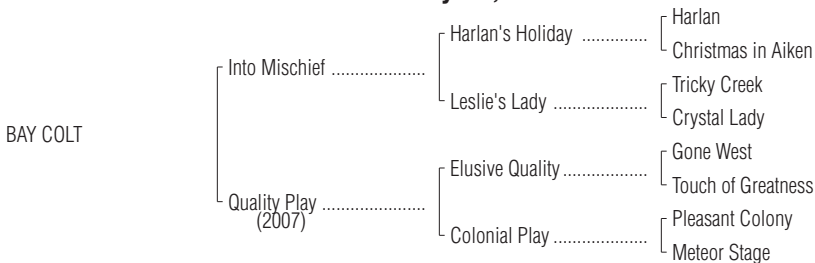 Harlan
Harlan's Holiday ..............
Christmas in Aiken
Into Mischief .....................
Tricky Creek
Leslie's Lady ....................
Crystal Lady
BAY COLT
Gone West
Elusive Quality ..................
Touch of Greatness
Quality Play ......................
(2007)
Pleasant Colony
Colonial Play ....................
Meteor Stage